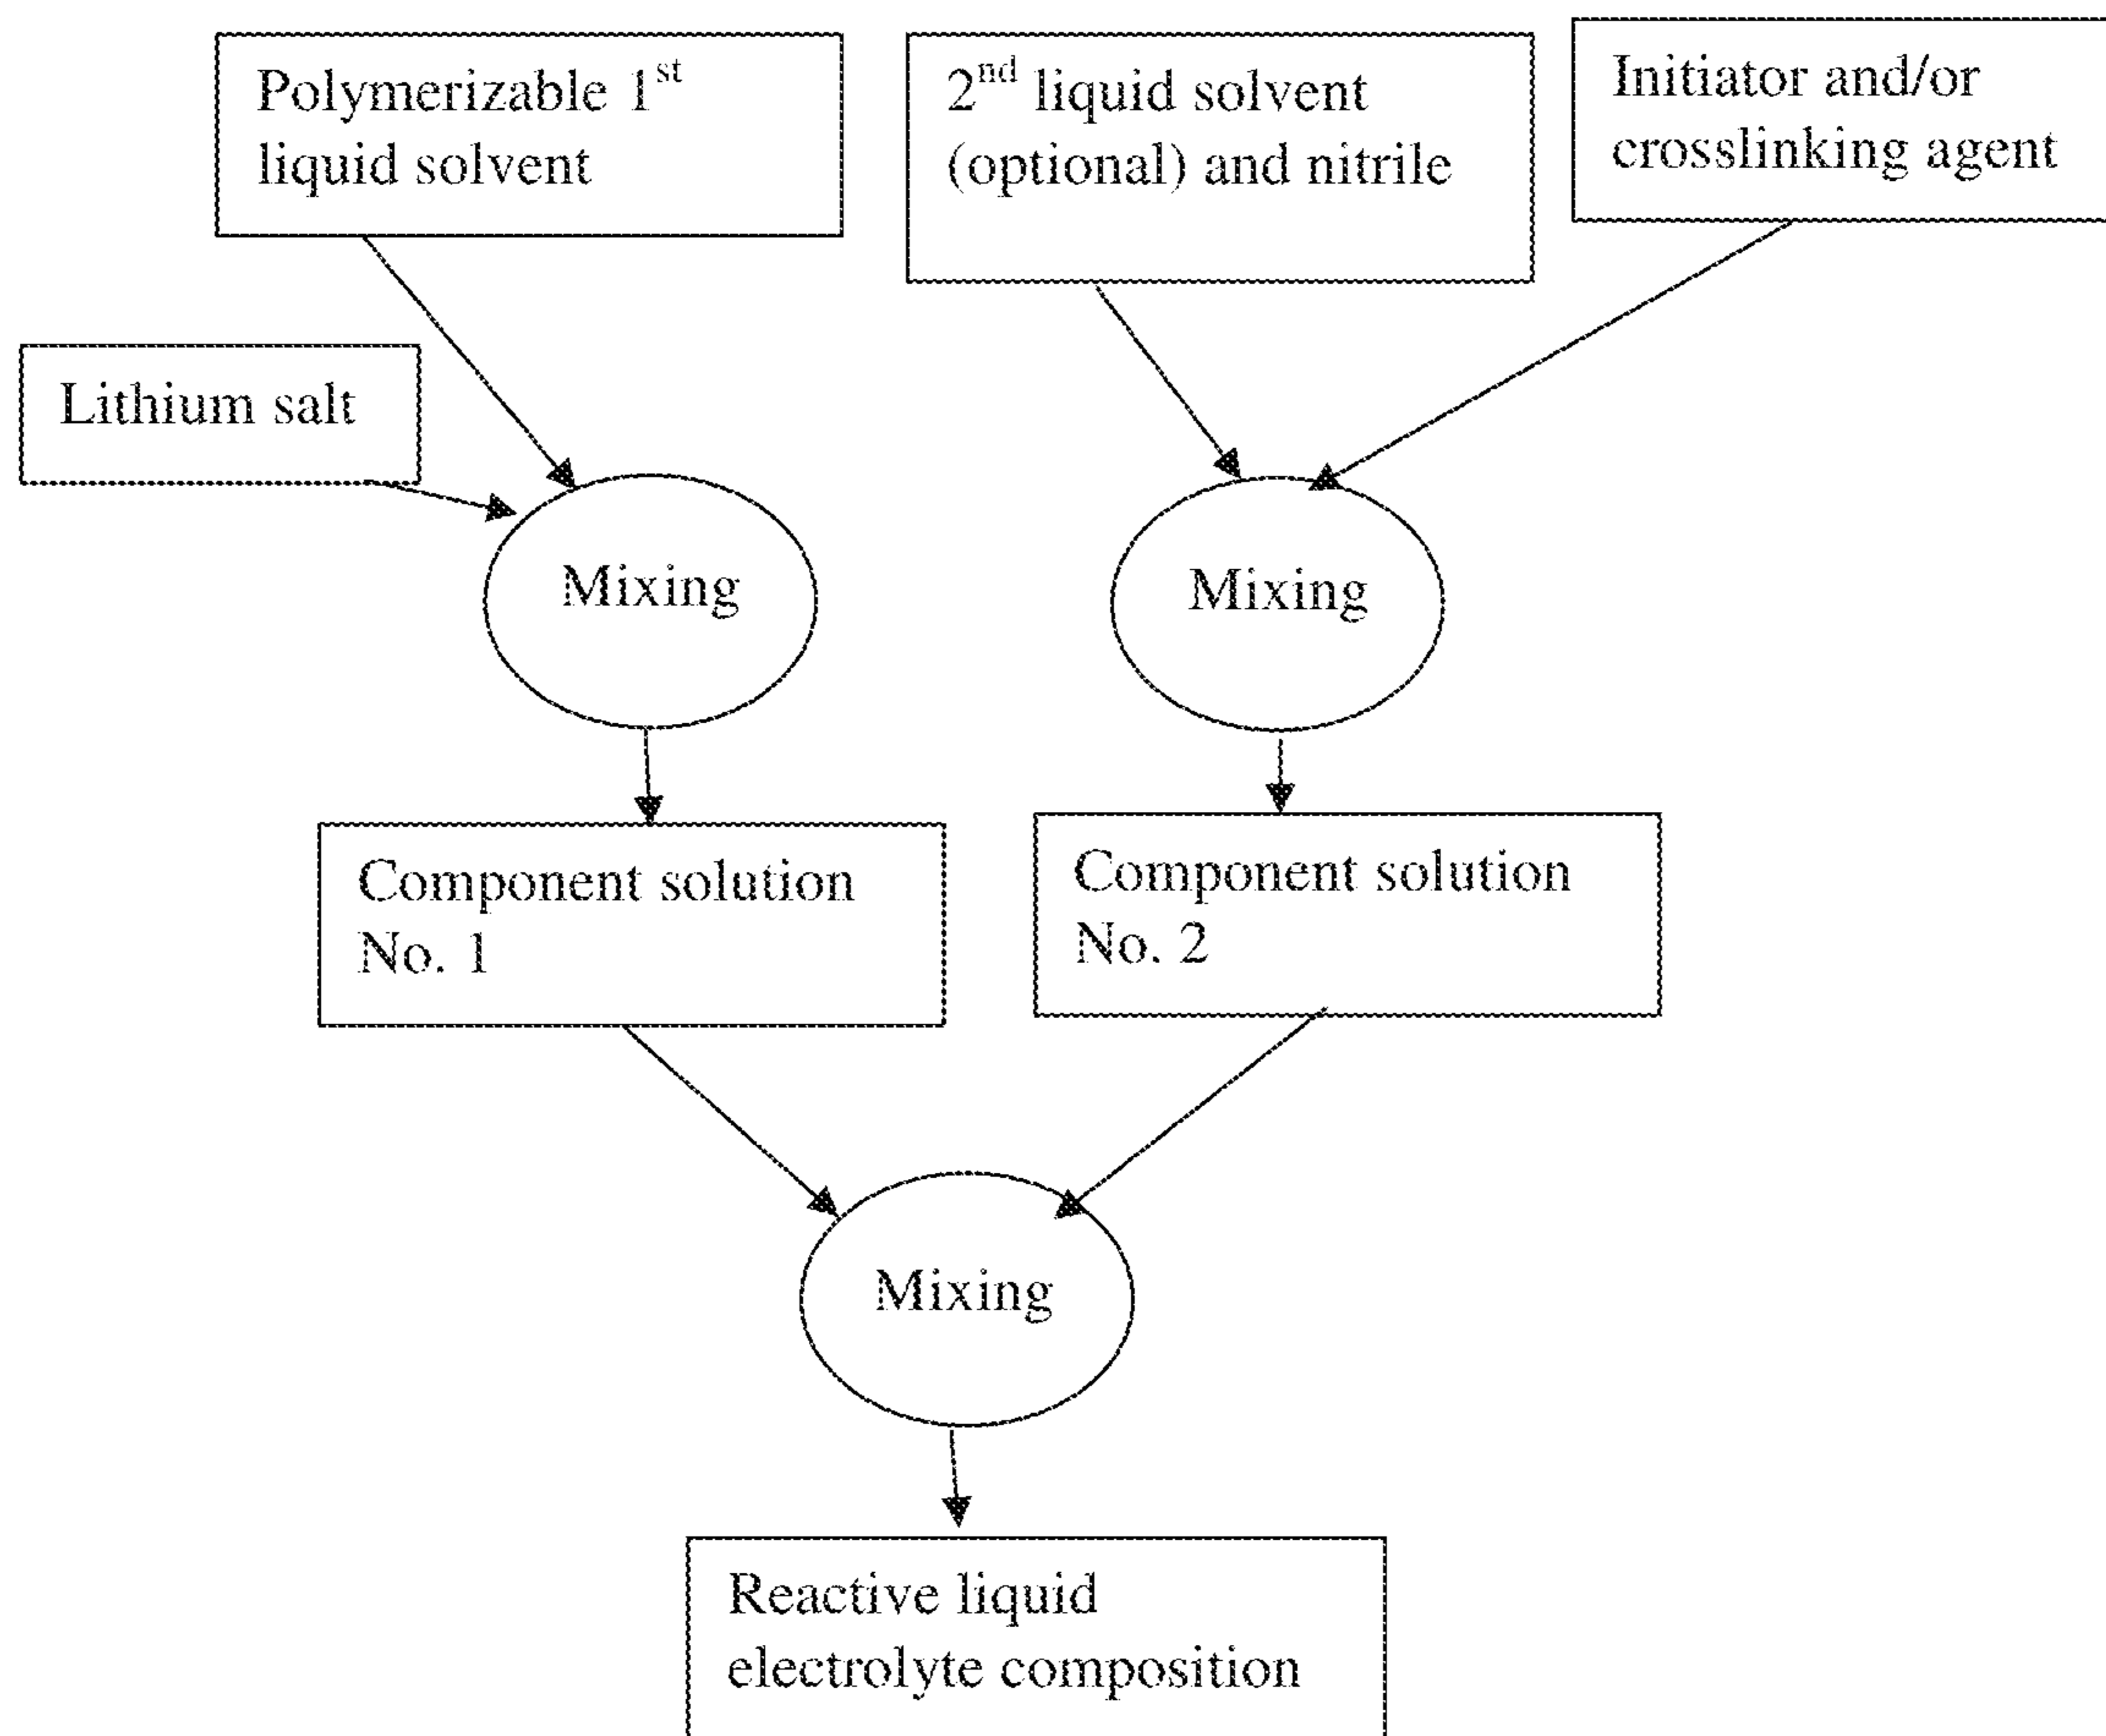 Polymerizable 1st
liquid solvent
2nd liquid solvent
(optional) and nitrile
Initiator and/or
crosslinking agent
Lithium salt
Mixing
Mixing
Component solution
No. 1
Component solution
No. 2
Mixing
Reactive liquid
electrolyte composition